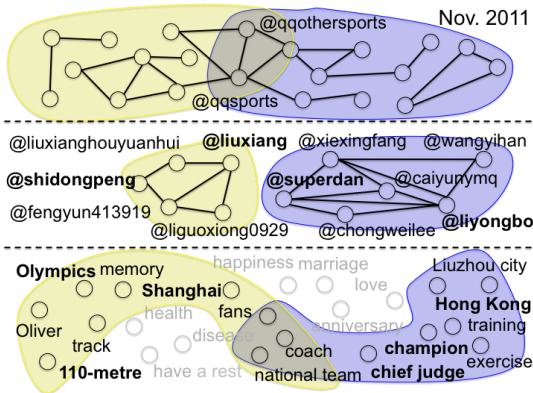 Nov. 2011
@qqothersports
@qqsports
@liuxianghouyuanhui @liuxiang @xiexingfang @wangyihan
@shidongpeng @superdan @caiyunymq
@fengyun413919 @liguoxiong0929 @chongweilee @liyongbo
happiness marriage Liuzhou city
Olympics memory Shanghai love Hong Kong
Oliver health fans anniversary training
track disease coach champion exercise
110-metre have a rest national team chief judge